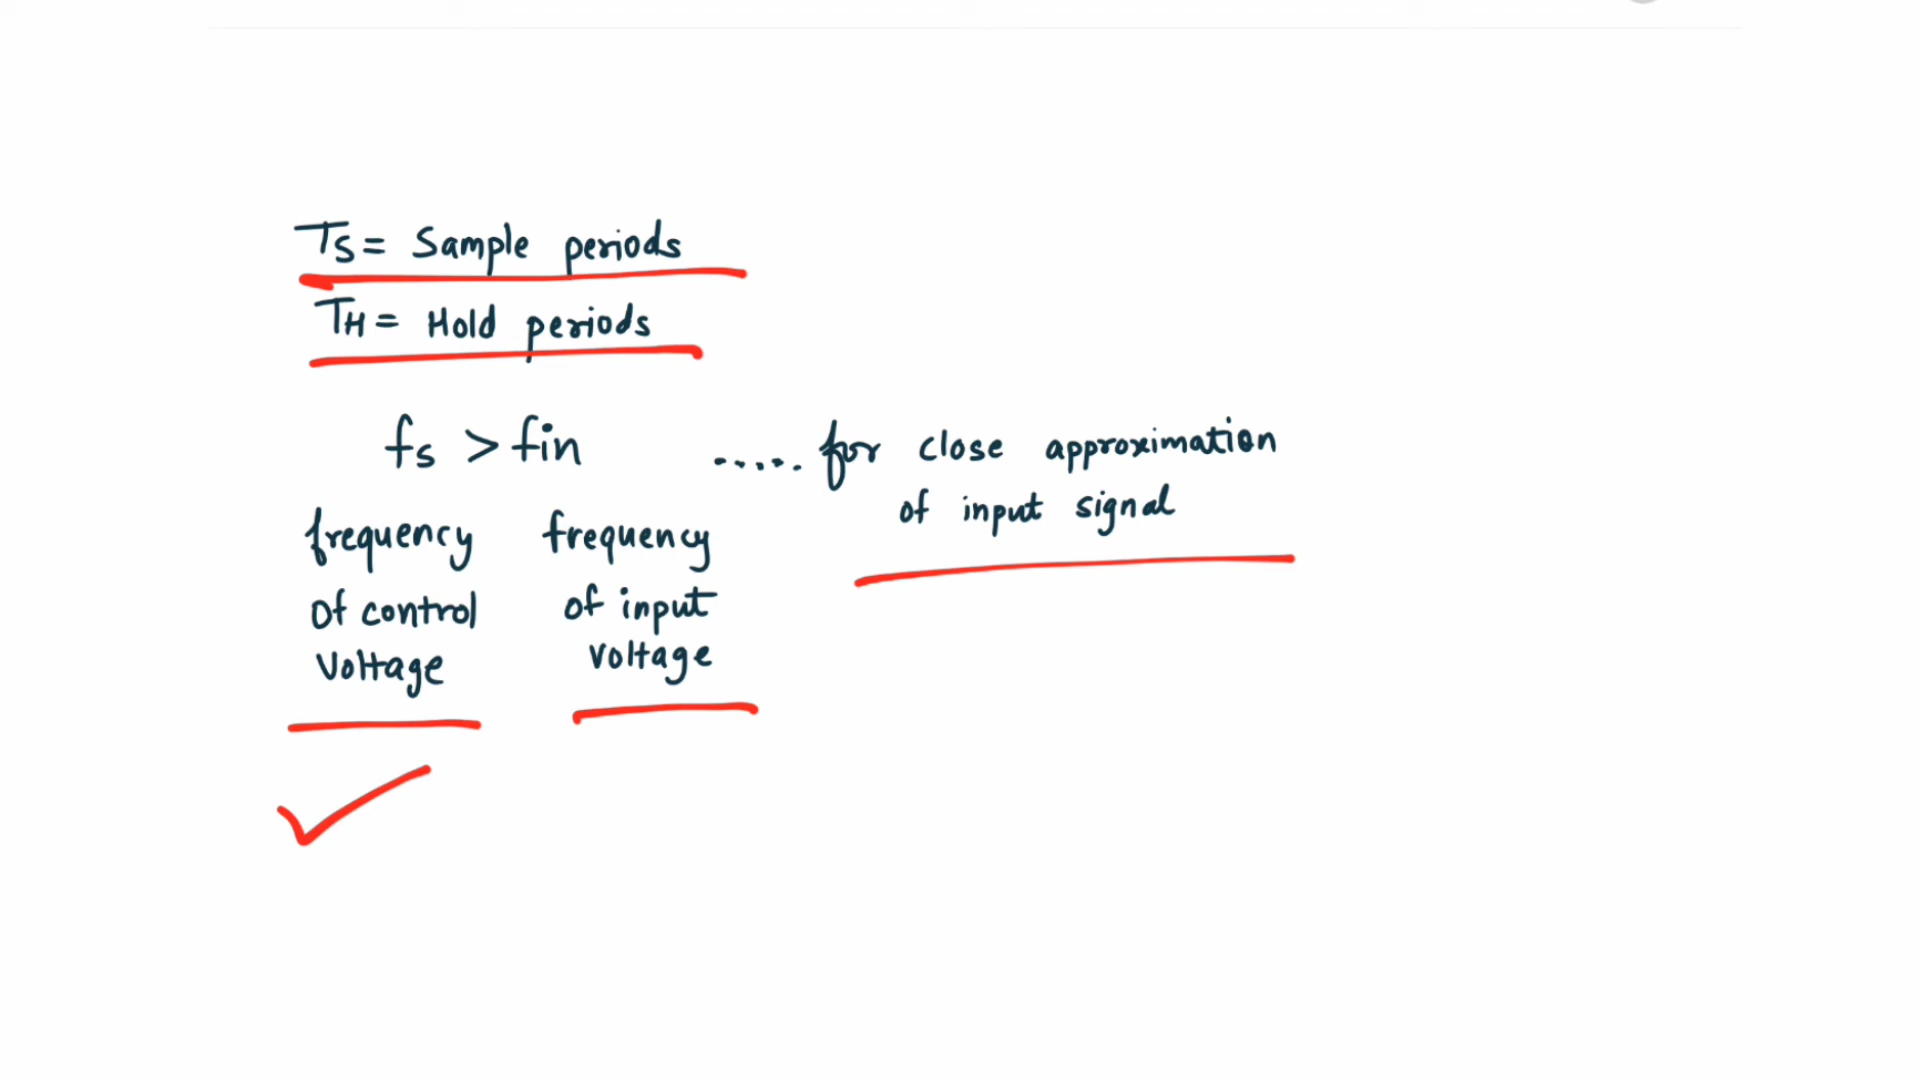 Ts = Sample periods
TH = Hold periods
fs > fin ..... for close approximation
of input signal
frequency of control voltage
frequency of input voltage